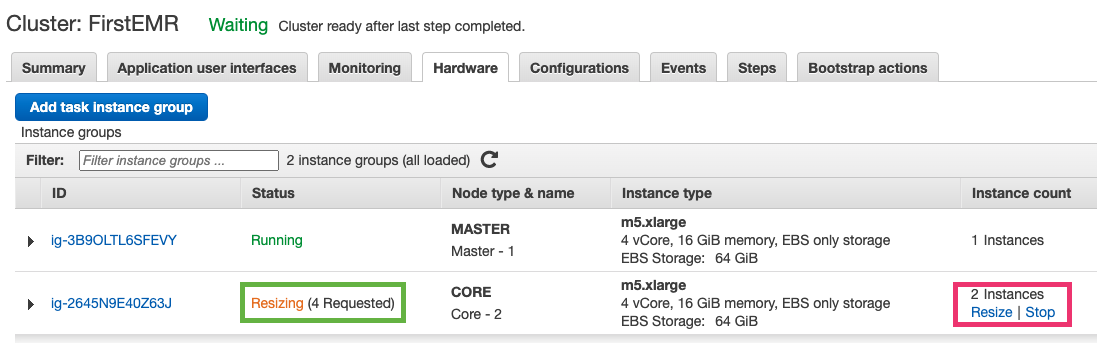 Cluster: FirstEMR Waiting Cluster ready after last step completed.
Summary Application user interfaces Monitoring Hardware Configurations Events Steps Bootstrap actions
Add task instance group
Instance groups
Filter: Filter instance groups ... 2 instance groups (all loaded)
ID Status Node type & name Instance type Instance count
ig-3B9OLTL6SFEVY Running MASTER m5.xlarge 1 Instances
Master - 1 4 vCore, 16 GiB memory, EBS only storage
EBS Storage: 64 GiB
ig-2645N9E40Z63J Resizing (4 Requested) CORE m5.xlarge 2 Instances
Core - 2 4 vCore, 16 GiB memory, EBS only storage Resize | Stop
EBS Storage: 64 GiB